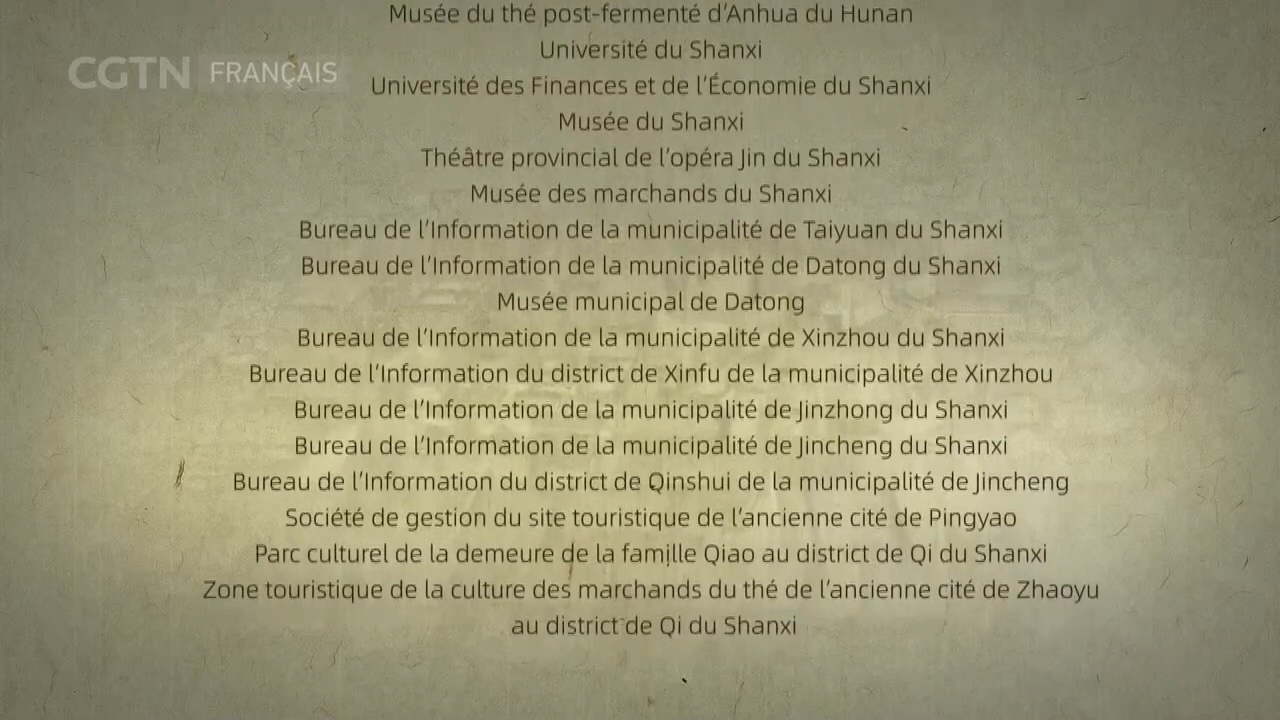 Musée du thé post-fermenté d'Anhua du Hunan
Université du Shanxi
CGTN FRANÇAIS
Université des Finances et de l'Économie du Shanxi
Musée du Shanxi
Théâtre provincial de l'opéra Jin du Shanxi
Musée des marchands du Shanxi
Bureau de l'Information de la municipalité de Taiyuan du Shanxi
Bureau de l'Information de la municipalité de Datong du Shanxi
Musée municipal de Datong
Bureau de l'Information de la municipalité de Xinzhou du Shanxi
Bureau de l'Information du district de Xinfu de la municipalité de Xinzhou
Bureau de l'Information de la municipalité de Jinzhong du Shanxi
Bureau de l'Information de la municipalité de Jincheng du Shanxi
Bureau de l'Information du district de Qinshui de la municipalité de Jincheng
Société de gestion du site touristique de l'ancienne cité de Pingyao
Parc culturel de la demeure de la famille Qiao au district de Qi du Shanxi
Zone touristique de la culture des marchands du thé de l'ancienne cité de Zhaoyu
au district de Qi du Shanxi